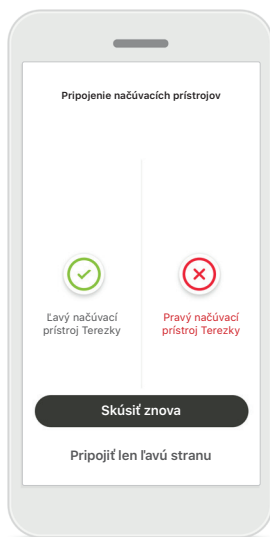 Pripojenie načúvacích prístrojov
Ľavý načúvací
prístroj Terezky
Pravý načúvací
prístroj Terezky
Skúsiť znova
Pripojiť len ľavú stranu